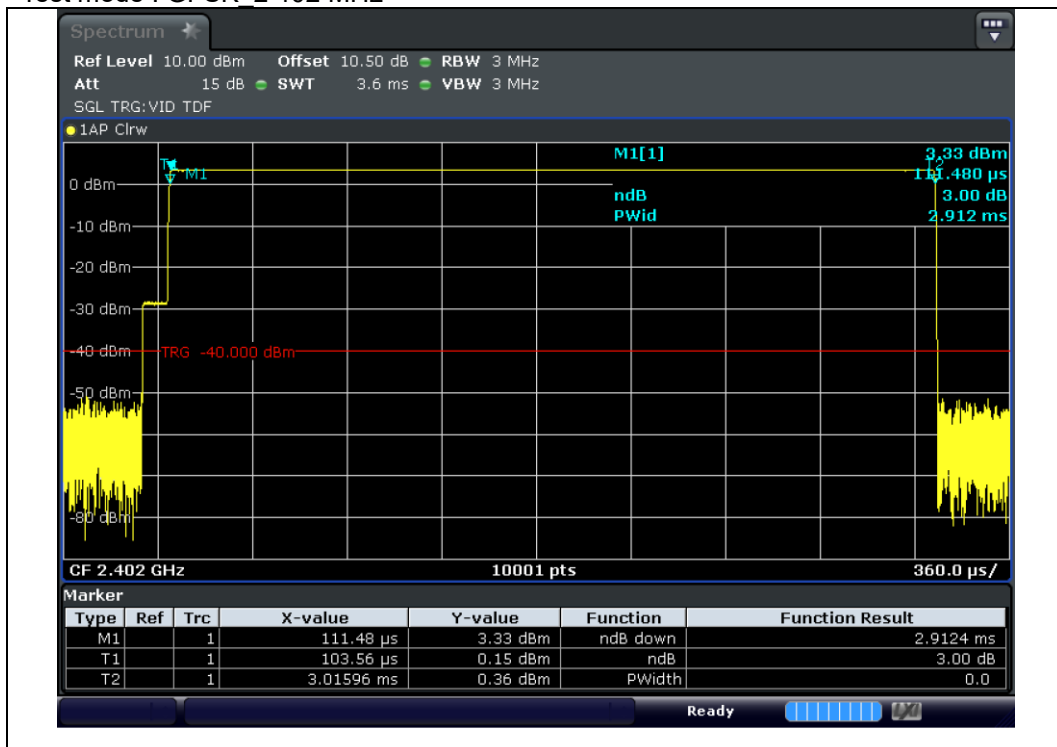 Spectrum
Ref Level 10.00 dBm Offset 10.50 dB RBW 3 MHz
Att 15 dB SWT 3.6 ms VBW 3 MHz
SGL TRG:VID TDF
1AP Clrw
M1[1] 3.33 dBm
111.480 µs
ndB 3.00 dB
PWid 2.912 ms
M1
T2
0 dBm
-10 dBm
-20 dBm
-30 dBm
-40 dBm TRG -40.000 dBm
-50 dBm
-80 dBm
CF 2.402 GHz 10001 pts 360.0 µs/
Marker
Type Ref Trc X-value Y-value Function Function Result
M1 1 111.48 µs 3.33 dBm ndB down 2.9124 ms
T1 1 103.56 µs 0.15 dBm ndB 3.00 dB
T2 1 3.01596 ms 0.36 dBm PWidth 0.0
Ready